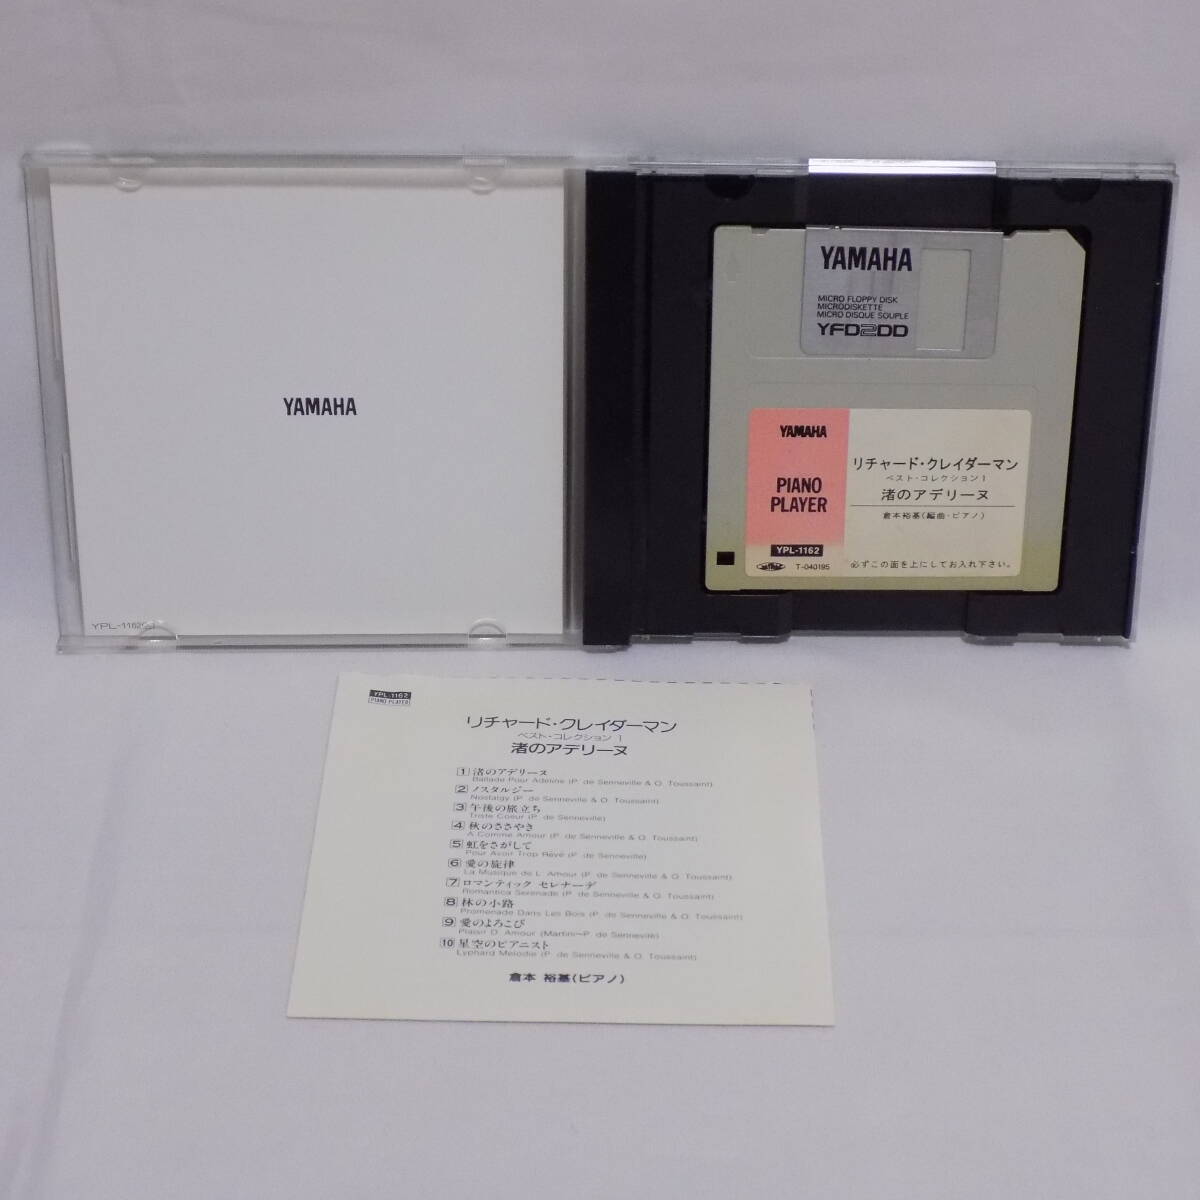 YAMAHA
YAMAHA
MICRO FLOPPY DISK
MICRODISKETTE
MICRO DISQUE SOUPLE
YFD2DD
YAMAHA
PIANO
PLAYER
YPL-1162
T-040195
リチャード・クレイダーマン
ベスト・コレクション1
渚のアデリーヌ
倉本裕基(編曲・ピアノ)
必ずこの面を上にしてお入れ下さい。
YPL-1162
PIANO PLAYER
リチャード・クレイダーマン
ベスト・コレクション 1
渚のアデリーヌ
1 渚のアデリーヌ
Ballade Pour Adeline (P. de Senneville & O. Toussaint)
2 ノスタルジー
Nostalgy (P. de Senneville & O. Toussaint)
3 午後の旅立ち
Triste Coeur (P. de Senneville)
4 秋のささやき
A Comme Amour (P. de Senneville & O. Toussaint)
5 虹をさがして
Pour Avoir Trop Rêvé (P. de Senneville)
6 愛の旋律
La Musique de L. Amour (P. de Senneville & O. Toussaint)
7 ロマンティック セレナーデ
Romantica Serenade (P. de Senneville & O. Toussaint)
8 林の小路
Promenade Dans Les Bois (P. de Senneville & O. Toussaint)
9 愛のよろこび
Plaisir D. Amour (Martini〜P. de Senneville)
10 星空のピアニスト
Lyphard Melodie (P. de Senneville & O. Toussaint)
倉本 裕基(ピアノ)